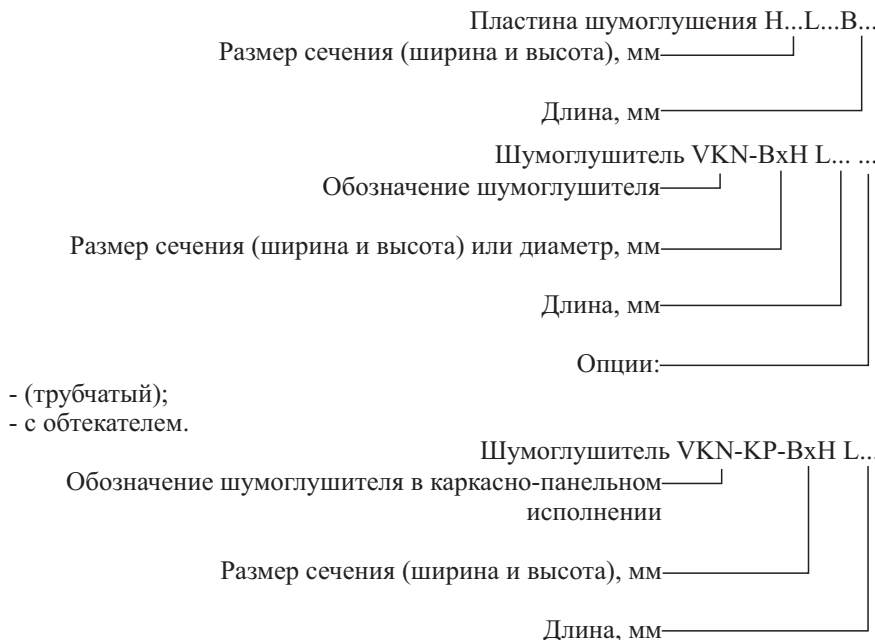 Пластина шумоглушения H...L...B...
Размер сечения (ширина и высота), мм
Длина, мм
Шумоглушитель VKN-BxH L... ...
Обозначение шумоглушителя
Размер сечения (ширина и высота) или диаметр, мм
Длина, мм
Опции:
- (трубчатый);
- с обтекателем.
Шумоглушитель VKN-KP-BxH L...
Обозначение шумоглушителя в каркасно-панельном
исполнении
Размер сечения (ширина и высота), мм
Длина, мм